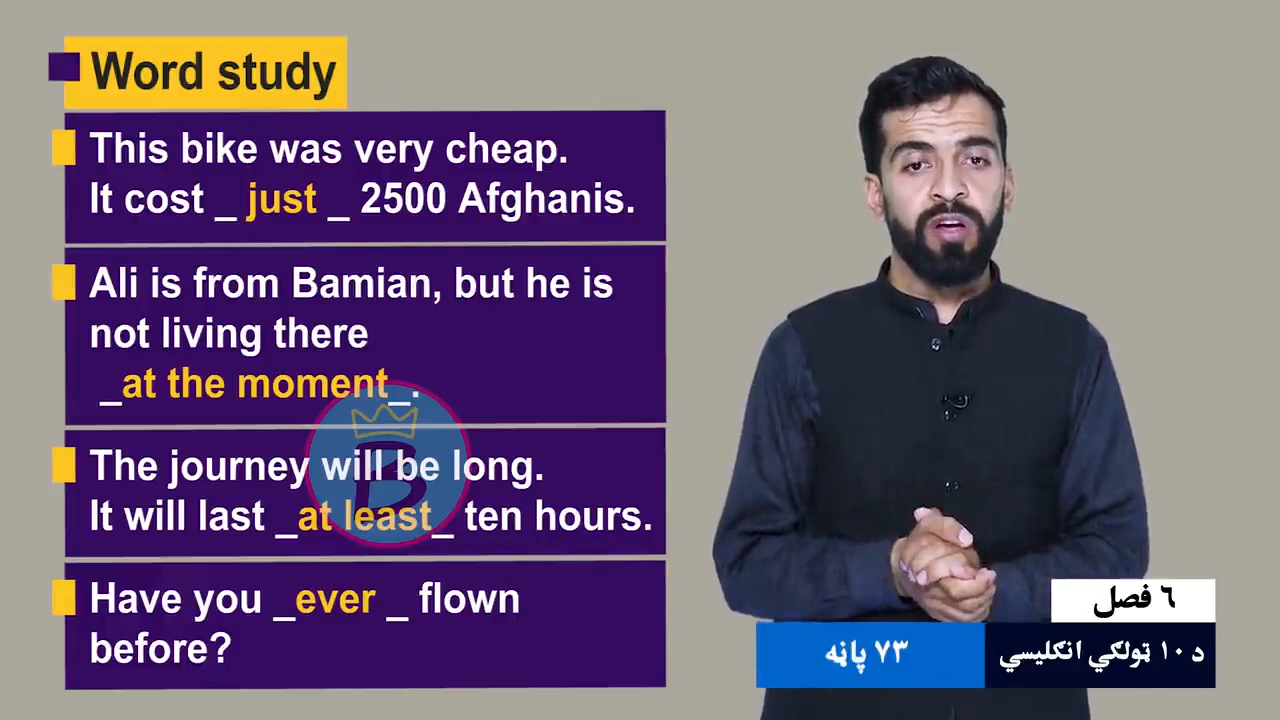 Word study
This bike was very cheap.
It cost _ just _ 2500 Afghanis.
Ali is from Bamian, but he is
not living there
_at the moment_.
The journey will be long.
It will last _at least_ ten hours.
Have you _ever _ flown
before?
B
٦ فصل
د ١٠ ټولګي انګلیسي
٧٣ پاڼه